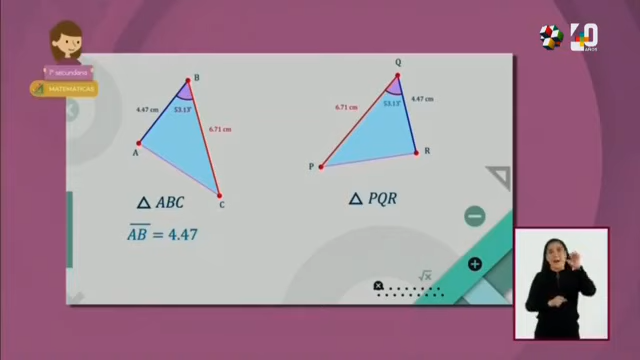 1° secundaria
MATEMÁTICAS
40
AÑOS
B
4.47 cm
53.13°
6.71 cm
A
C
△ ABC
AB = 4.47
Q
6.71 cm
53.13°
4.47 cm
P
R
△ PQR
√x